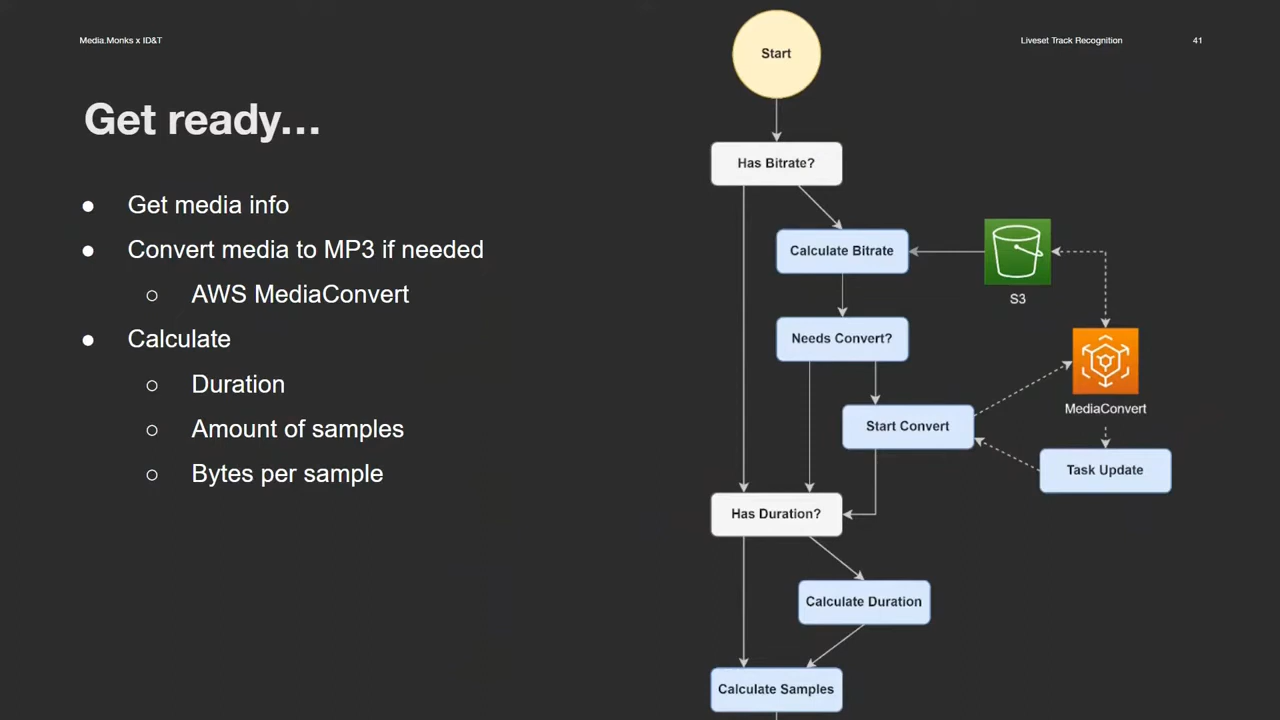 Media.Monks x ID&T
Liveset Track Recognition
41
Get ready...
● Get media info
● Convert media to MP3 if needed
○ AWS MediaConvert
● Calculate
○ Duration
○ Amount of samples
○ Bytes per sample
Start
Has Bitrate?
Calculate Bitrate
S3
Needs Convert?
MediaConvert
Start Convert
Task Update
Has Duration?
Calculate Duration
Calculate Samples